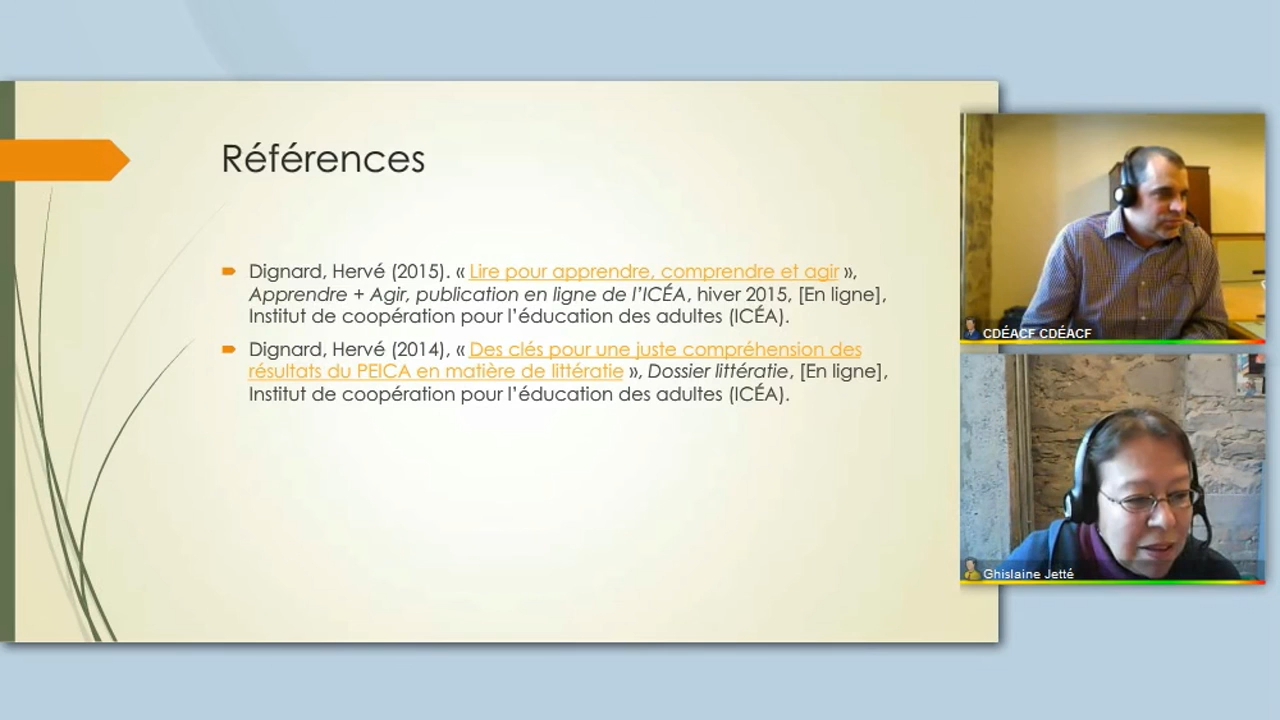 Références
Dignard, Hervé (2015). « Lire pour apprendre, comprendre et agir »,
Apprendre + Agir, publication en ligne de l’ICÉA, hiver 2015, [En ligne],
Institut de coopération pour l’éducation des adultes (ICÉA).
Dignard, Hervé (2014), « Des clés pour une juste compréhension des
résultats du PEICA en matière de littératie », Dossier littératie, [En ligne],
Institut de coopération pour l’éducation des adultes (ICÉA).
CDÉACF CDÉACF
Ghislaine Jetté